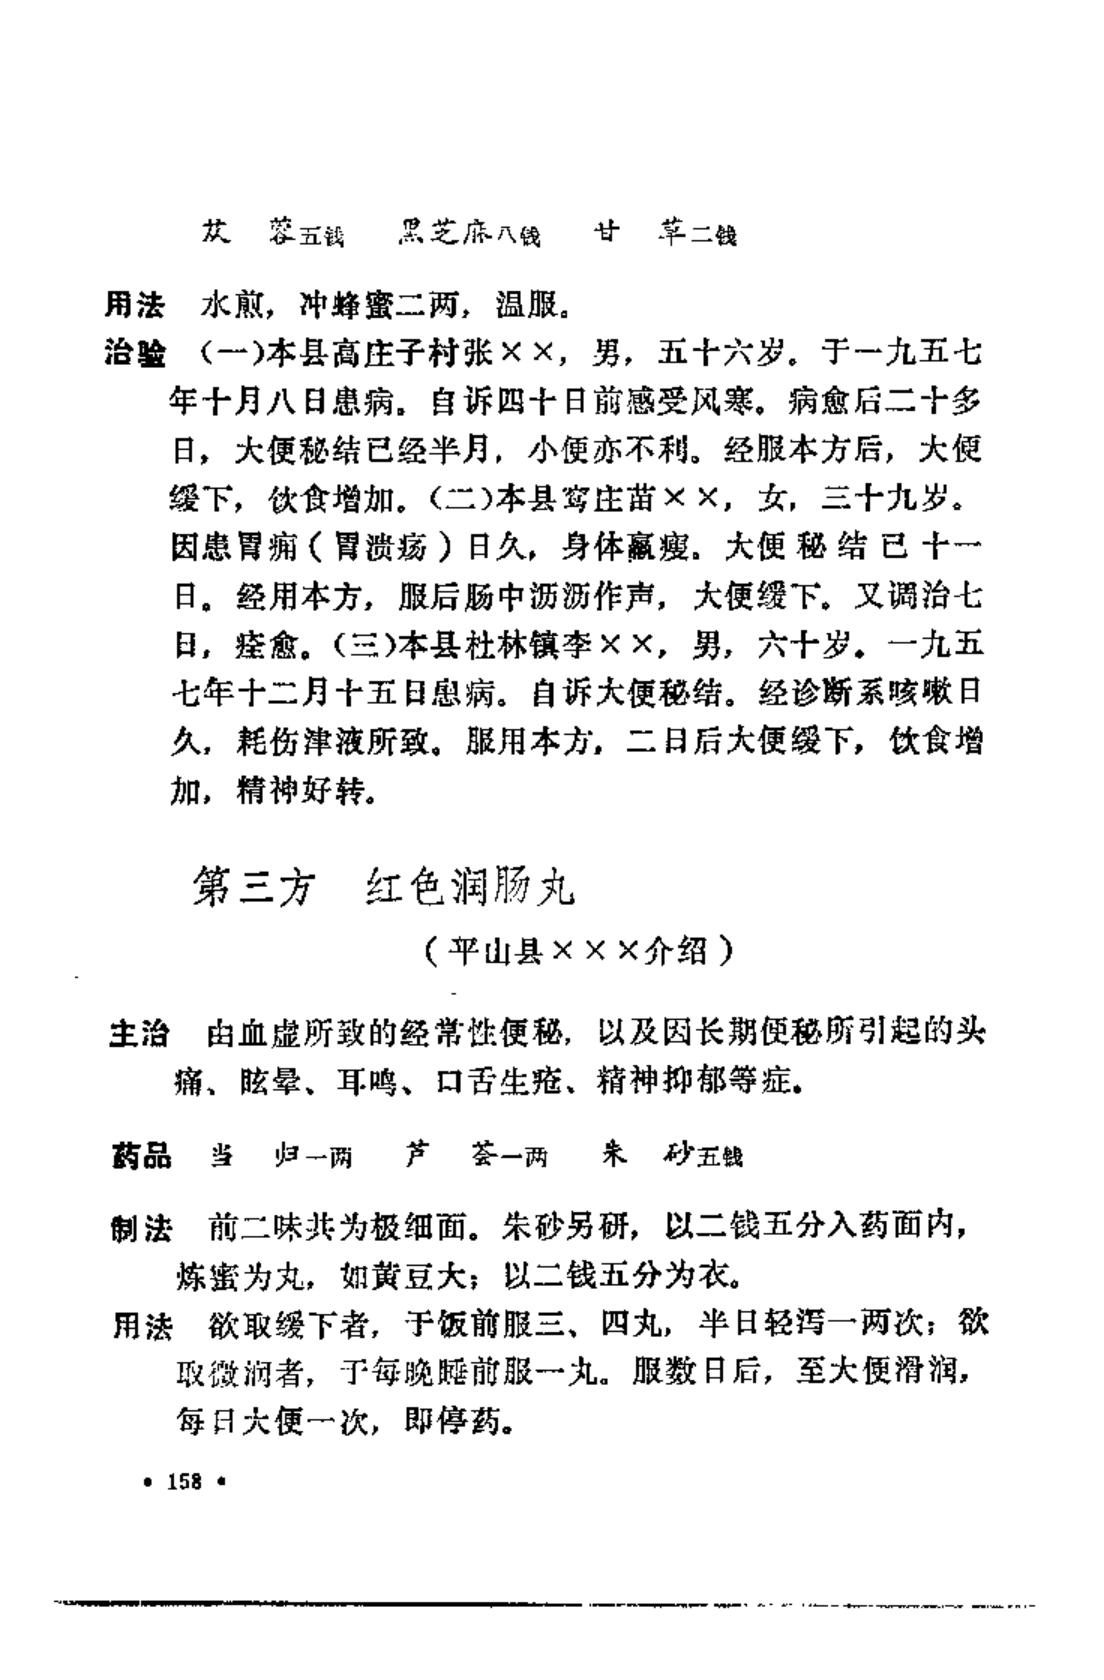 苁　蓉五钱　黑芝麻八钱　甘　草二钱
用法　水煎，冲蜂蜜二两，温服。
治验　（一）本县高庄子村张××，男，五十六岁。于一九五七
年十月八日患病。自诉四十日前感受风寒。病愈后二十多
日，大便秘结已经半月，小便亦不利。经服本方后，大便
缓下，饮食增加。（二）本县窎庄苗××，女，三十九岁。
因患胃痈（胃溃疡）日久，身体羸瘦。大便秘结已十一
日。经用本方，服后肠中沥沥作声，大便缓下。又调治七
日，痊愈。（三）本县杜林镇李××，男，六十岁。一九五
七年十二月十五日患病。自诉大便秘结。经诊断系咳嗽日
久，耗伤津液所致。服用本方，二日后大便缓下，饮食增
加，精神好转。
第三方　红色润肠丸
（平山县×××介绍）
主治　由血虚所致的经常性便秘，以及因长期便秘所引起的头
痛、眩晕、耳鸣、口舌生疮、精神抑郁等症。
药品　当　归一两　芦　荟一两　朱　砂五钱
制法　前二味共为极细面。朱砂另研，以二钱五分入药面内，
炼蜜为丸，如黄豆大；以二钱五分为衣。
用法　欲取缓下者，于饭前服三、四丸，半日轻泻一两次；欲
取微润者，于每晚睡前服一丸。服数日后，至大便滑润，
每日大便一次，即停药。
• 158 •